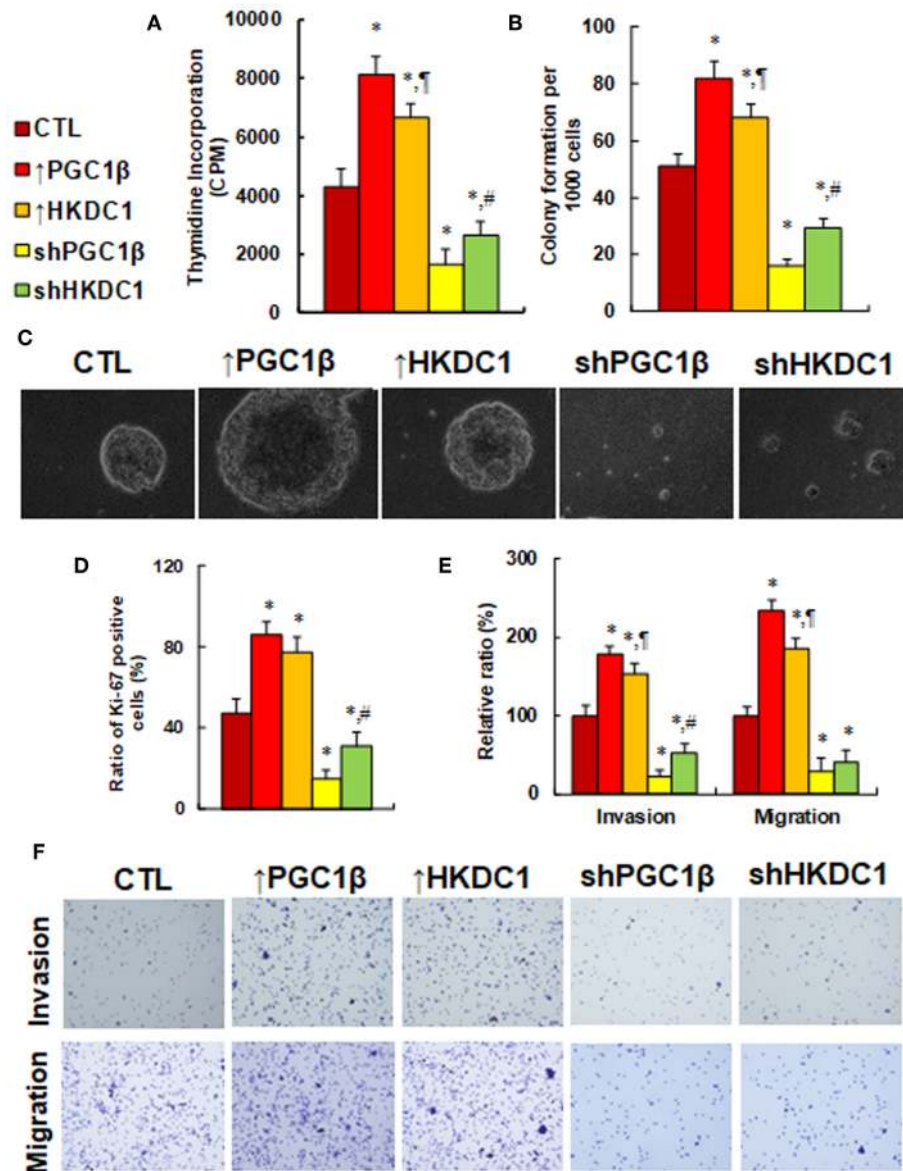 A
Thymidine Incorporation
(CPM)
10000
8000
6000
4000
2000
0
*
*,¶
*
*,#
B
Colony formation per
1000 cells
100
80
60
40
20
0
*
*,¶
*
*,#
CTL
↑PGC1β
↑HKDC1
shPGC1β
shHKDC1
C
CTL
↑PGC1β
↑HKDC1
shPGC1β
shHKDC1
D
Ratio of Ki-67 positive
cells (%)
120
80
40
0
*
*
*
*,#
E
Relative ratio (%)
300
200
100
0
*
*,¶
*
*,#
*
*,¶
*
*
Invasion
Migration
F
CTL
↑PGC1β
↑HKDC1
shPGC1β
shHKDC1
Invasion
Migration